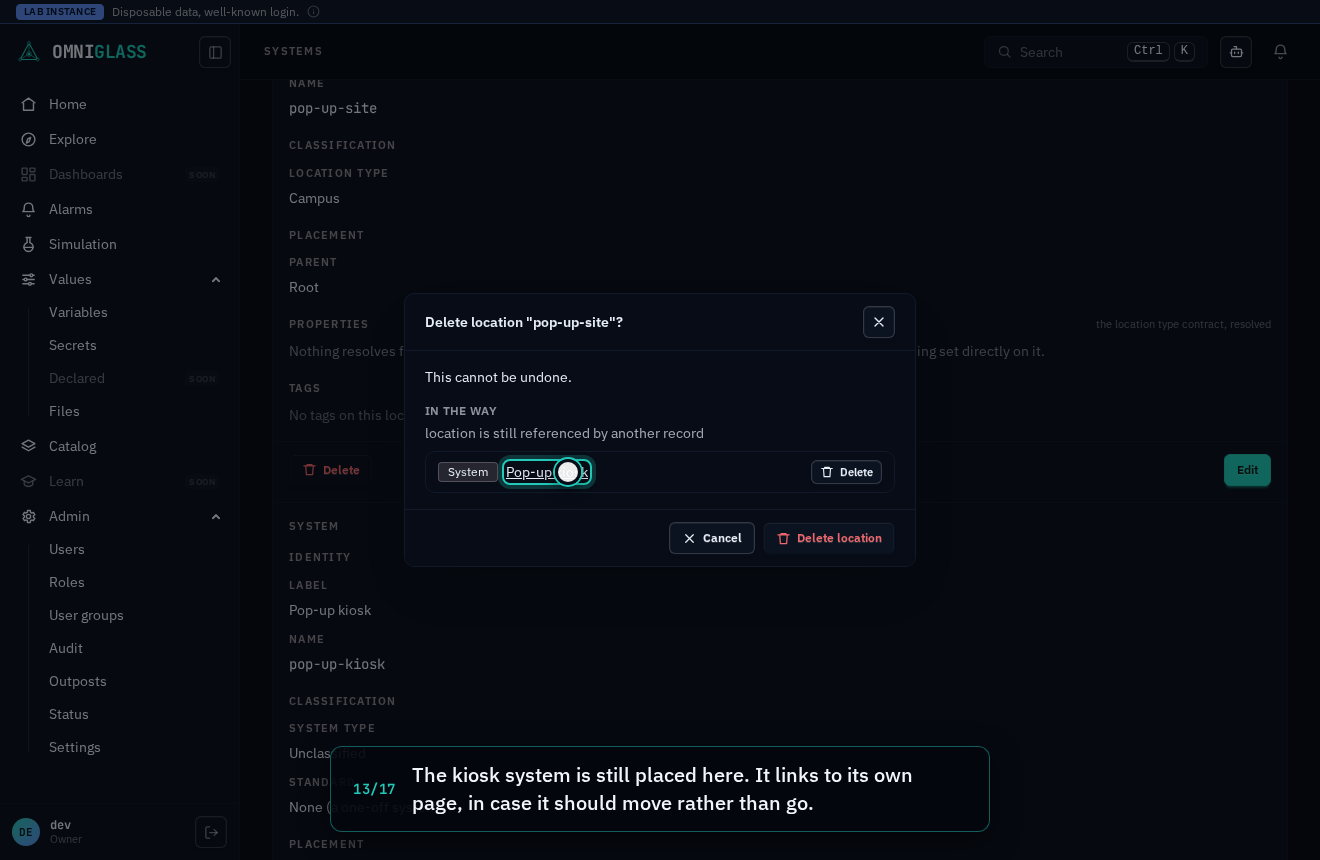 LAB INSTANCE Disposable data, well-known login.
OMNIGLASS
SYSTEMS
Search Ctrl K
Home
Explore
Dashboards SOON
Alarms
Simulation
Values
Variables
Secrets
Declared SOON
Files
Catalog
Learn SOON
Admin
Users
Roles
User groups
Audit
Outposts
Status
Settings
DE dev
Owner
NAME
pop-up-site
CLASSIFICATION
LOCATION TYPE
Campus
PLACEMENT
PARENT
Root
PROPERTIES the location type contract, resolved
Nothing resolves f ing set directly on it.
TAGS
No tags on this loc
Delete Edit
Delete location "pop-up-site"?
This cannot be undone.
IN THE WAY
location is still referenced by another record
System Pop-up k Delete
Cancel Delete location
SYSTEM
IDENTITY
LABEL
Pop-up kiosk
NAME
pop-up-kiosk
CLASSIFICATION
SYSTEM TYPE
Unclassified
STAND
None (a one-off sys
PLACEMENT
13/17 The kiosk system is still placed here. It links to its own
page, in case it should move rather than go.